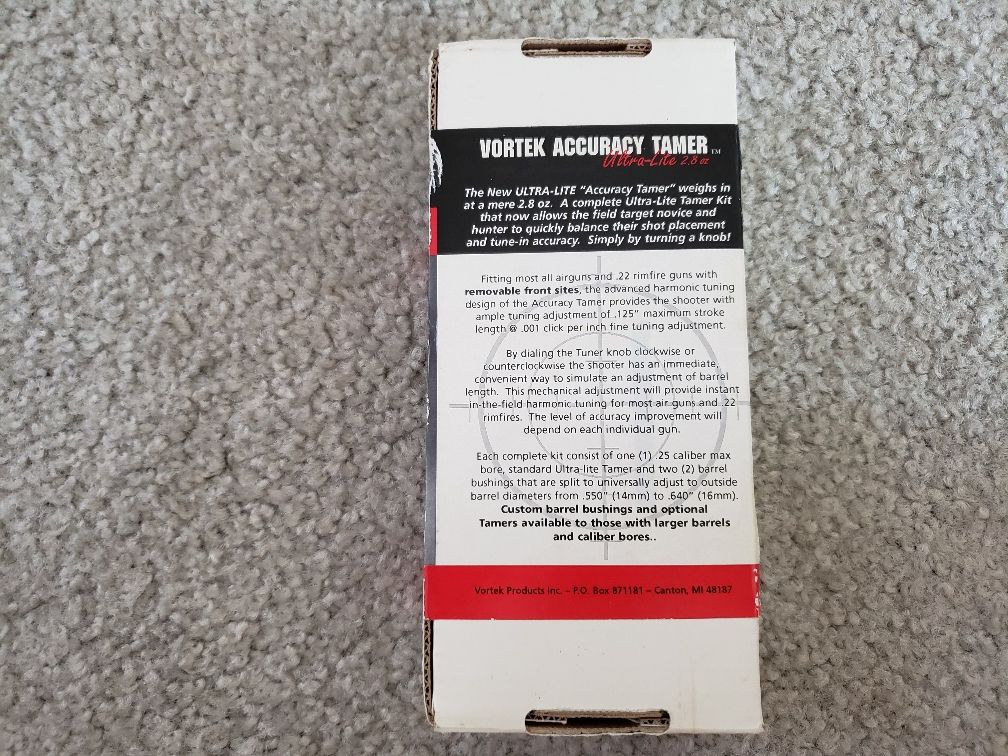 VORTEK ACCURACY TAMER TM
Ultra-Lite 2.8 oz
The New ULTRA-LITE "Accuracy Tamer" weighs in
at a mere 2.8 oz. A complete Ultra-Lite Tamer Kit
that now allows the field target novice and
hunter to quickly balance their shot placement
and tune-in accuracy. Simply by turning a knob!
Fitting most all airguns and .22 rimfire guns with
removable front sites, the advanced harmonic tuning
design of the Accuracy Tamer provides the shooter with
ample tuning adjustment of .125" maximum stroke
length @ .001 click per inch fine tuning adjustment.
By dialing the Tuner knob clockwise or
counterclockwise the shooter has an immediate,
convenient way to simulate an adjustment of barrel
length. This mechanical adjustment will provide instant
in-the-field harmonic tuning for most air guns and .22
rimfires. The level of accuracy improvement will
depend on each individual gun.
Each complete kit consist of one (1) .25 caliber max
bore, standard Ultra-lite Tamer and two (2) barrel
bushings that are split to universally adjust to outside
barrel diameters from .550" (14mm) to .640" (16mm).
Custom barrel bushings and optional
Tamers available to those with larger barrels
and caliber bores..
Vortek Products Inc. - P.O. Box 871181 - Canton, MI 48187